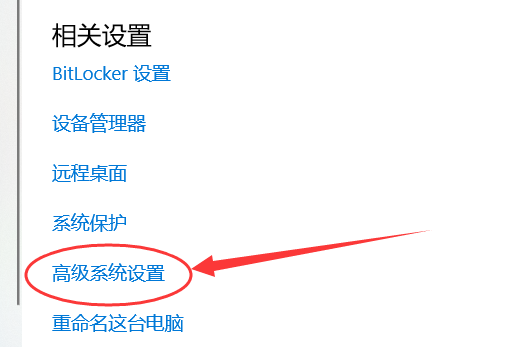 相关设置
BitLocker 设置
设备管理器
远程桌面
系统保护
高级系统设置
重命名这台电脑